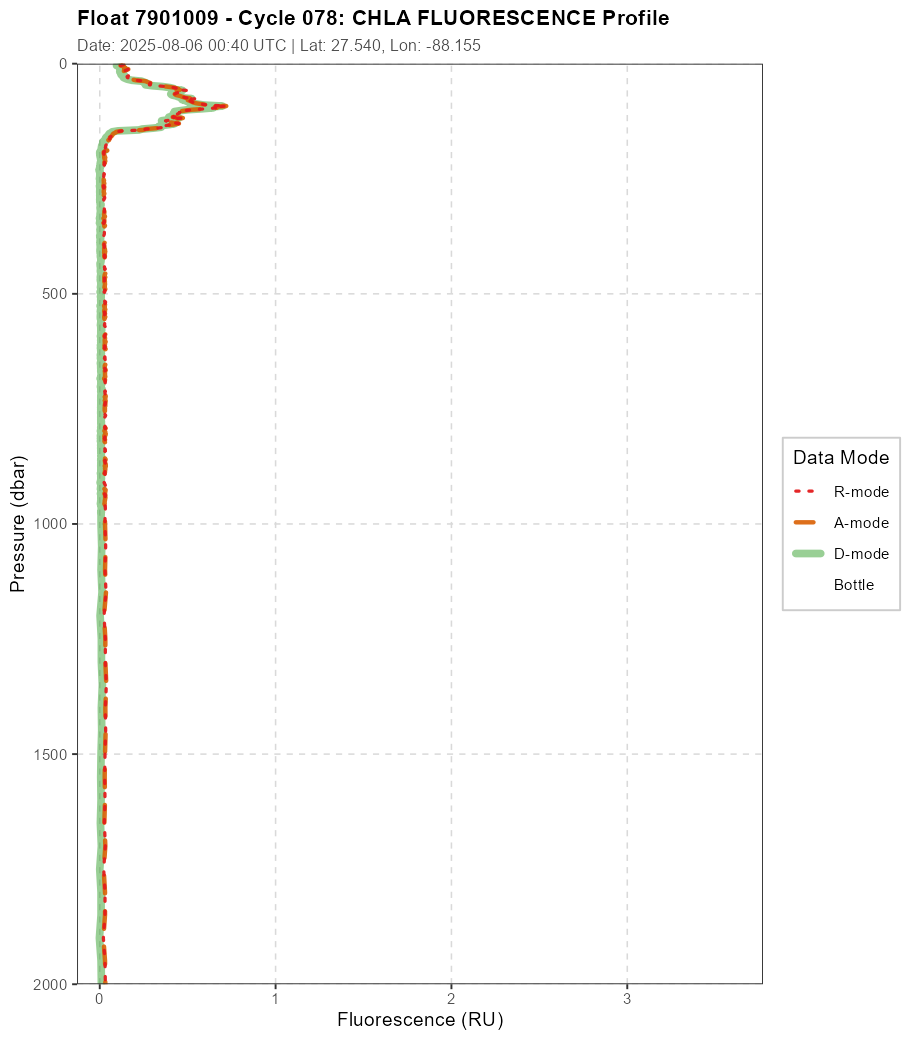 Float 7901009 - Cycle 078: CHLA FLUORESCENCE Profile
Date: 2025-08-06 00:40 UTC | Lat: 27.540, Lon: -88.155
0
500
1000
1500
2000
Pressure (dbar)
0 1 2 3
Fluorescence (RU)
Data Mode
R-mode
A-mode
D-mode
Bottle